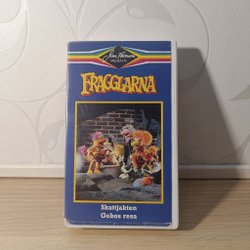 Jim Henson
PRESENTS
FRAGGLARNA
Skattjakten
Gobos resa